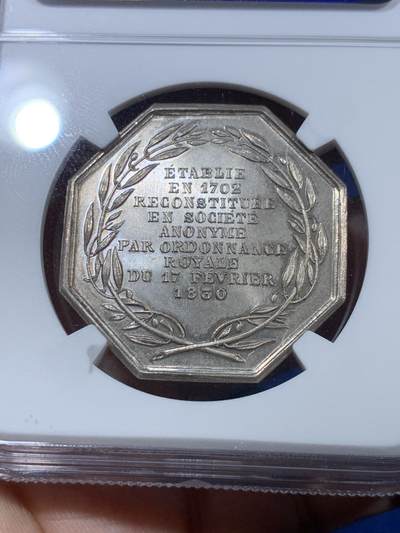 ÉTABLIE
EN 1702
RECONSTITUÉE
EN SOCIÉTÉ
ANONYME
PAR ORDONNANCE
ROYALE
DU 17 FÉVRIER
1830